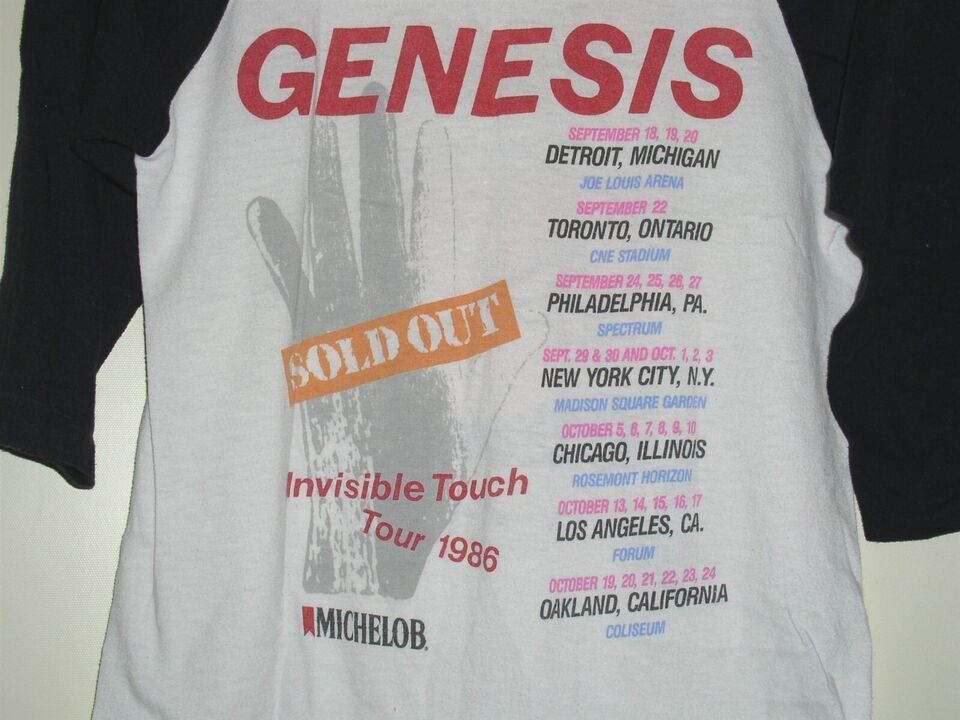 GENESIS
SEPTEMBER 18, 19, 20
DETROIT, MICHIGAN
JOE LOUIS ARENA
SEPTEMBER 22
TORONTO, ONTARIO
CNE STADIUM
SEPTEMBER 24, 25, 26, 27
PHILADELPHIA, PA.
SPECTRUM
SEPT. 29 & 30 AND OCT. 1, 2, 3
NEW YORK CITY, N.Y.
MADISON SQUARE GARDEN
OCTOBER 5, 6, 7, 8, 9, 10
CHICAGO, ILLINOIS
ROSEMONT HORIZON
OCTOBER 13, 14, 15, 16, 17
LOS ANGELES, CA.
FORUM
OCTOBER 19, 20, 21, 22, 23, 24
OAKLAND, CALIFORNIA
COLISEUM
SOLD OUT
Invisible Touch
Tour 1986
MICHELOB®